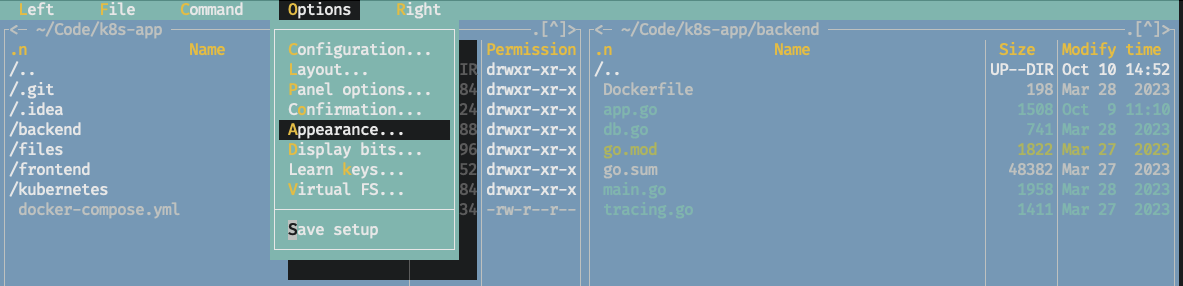 Left File Command Options Right
<─ ~/Code/k8s-app .[^]> <─ ~/Code/k8s-app/backend .[^]>
.n Name Permission .n Name Size Modify time
Configuration...
/.. Layout... IR drwxr-xr-x /.. UP--DIR Oct 10 14:52
/.git Panel options... 84 drwxr-xr-x Dockerfile 198 Mar 28 2023
/.idea Confirmation... 24 drwxr-xr-x app.go 1508 Oct 9 11:10
/backend Appearance... 88 drwxr-xr-x db.go 741 Mar 28 2023
/files Display bits... 96 drwxr-xr-x go.mod 1822 Mar 27 2023
/frontend Learn keys... 52 drwxr-xr-x go.sum 48382 Mar 27 2023
/kubernetes Virtual FS... 84 drwxr-xr-x main.go 1958 Mar 28 2023
docker-compose.yml 34 -rw-r--r-- tracing.go 1411 Mar 27 2023
Save setup